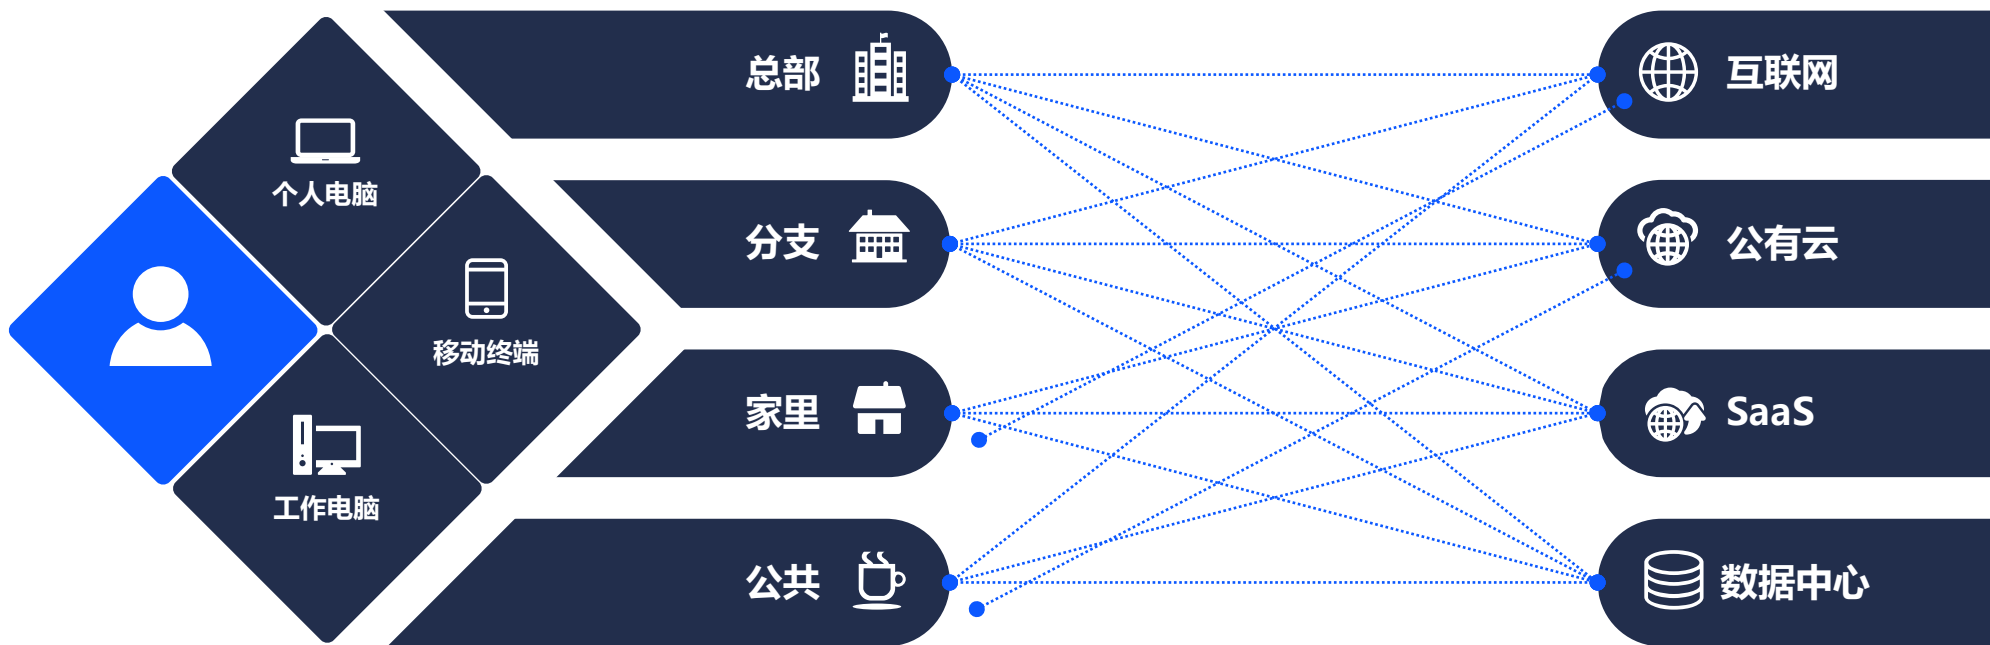 个人电脑
移动终端
工作电脑
总部
分支
家里
公共
互联网
公有云
SaaS
数据中心